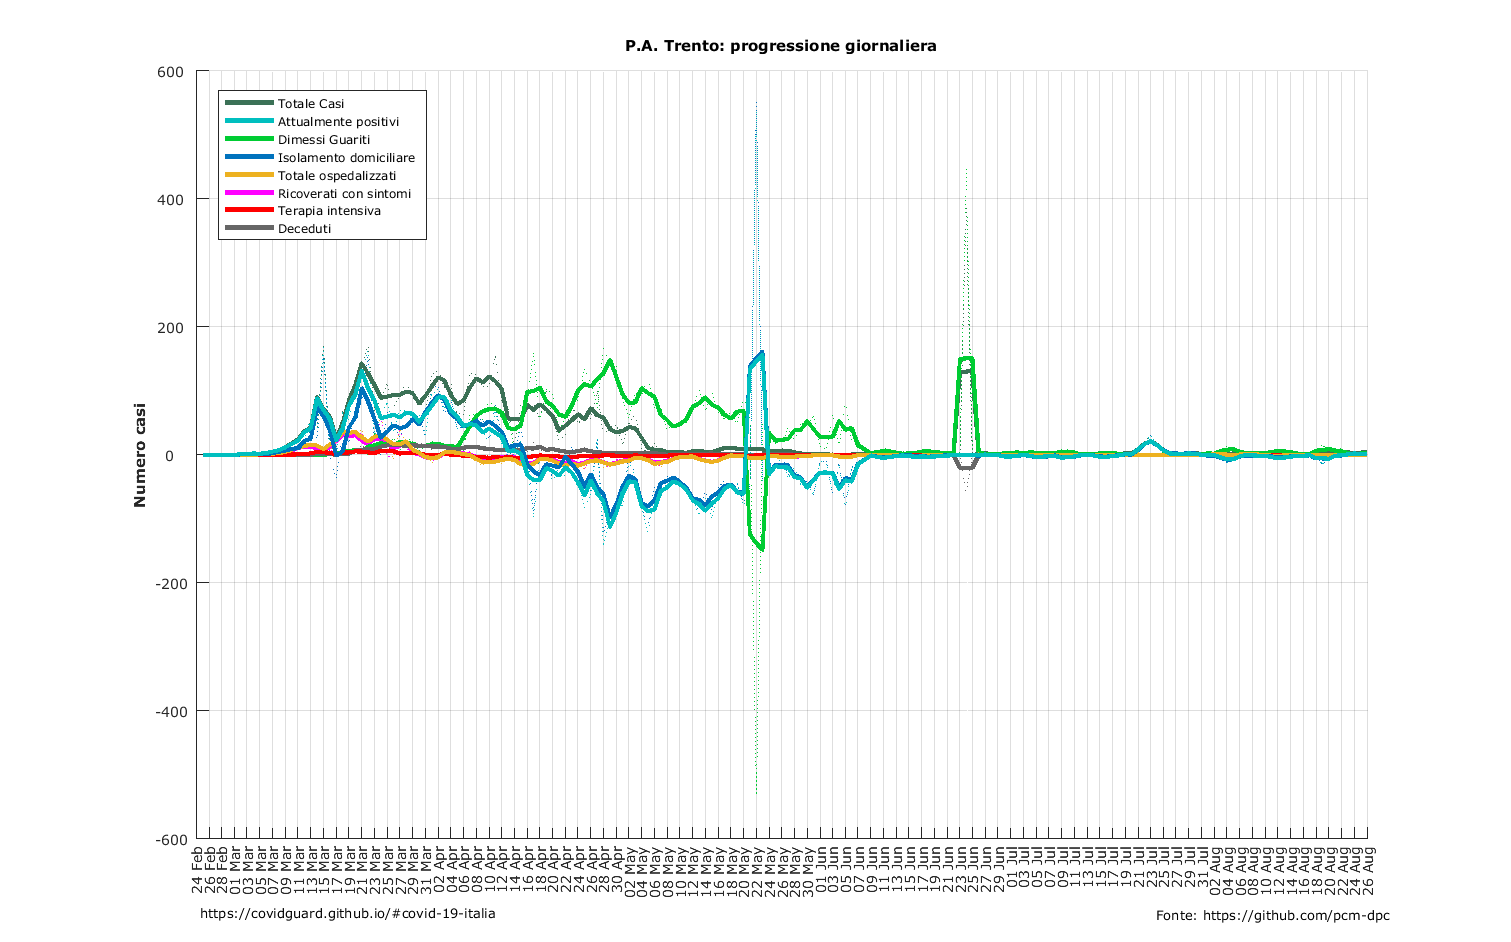 P.A. Trento: progressione giornaliera
600
400
200
0
-200
-400
-600
Numero casi
Totale Casi
Attualmente positivi
Dimessi Guariti
Isolamento domiciliare
Totale ospedalizzati
Ricoverati con sintomi
Terapia intensiva
Deceduti
24 Feb
26 Feb
28 Feb
01 Mar
03 Mar
05 Mar
07 Mar
09 Mar
11 Mar
13 Mar
15 Mar
17 Mar
19 Mar
21 Mar
23 Mar
25 Mar
27 Mar
29 Mar
31 Mar
02 Apr
04 Apr
06 Apr
08 Apr
10 Apr
12 Apr
14 Apr
16 Apr
18 Apr
20 Apr
22 Apr
24 Apr
26 Apr
28 Apr
30 Apr
02 May
04 May
06 May
08 May
10 May
12 May
14 May
16 May
18 May
20 May
22 May
24 May
26 May
28 May
30 May
01 Jun
03 Jun
05 Jun
07 Jun
09 Jun
11 Jun
13 Jun
15 Jun
17 Jun
19 Jun
21 Jun
23 Jun
25 Jun
27 Jun
29 Jun
01 Jul
03 Jul
05 Jul
07 Jul
09 Jul
11 Jul
13 Jul
15 Jul
17 Jul
19 Jul
21 Jul
23 Jul
25 Jul
27 Jul
29 Jul
31 Jul
02 Aug
04 Aug
06 Aug
08 Aug
10 Aug
12 Aug
14 Aug
16 Aug
18 Aug
20 Aug
22 Aug
24 Aug
26 Aug
https://covidguard.github.io/#covid-19-italia
Fonte: https://github.com/pcm-dpc